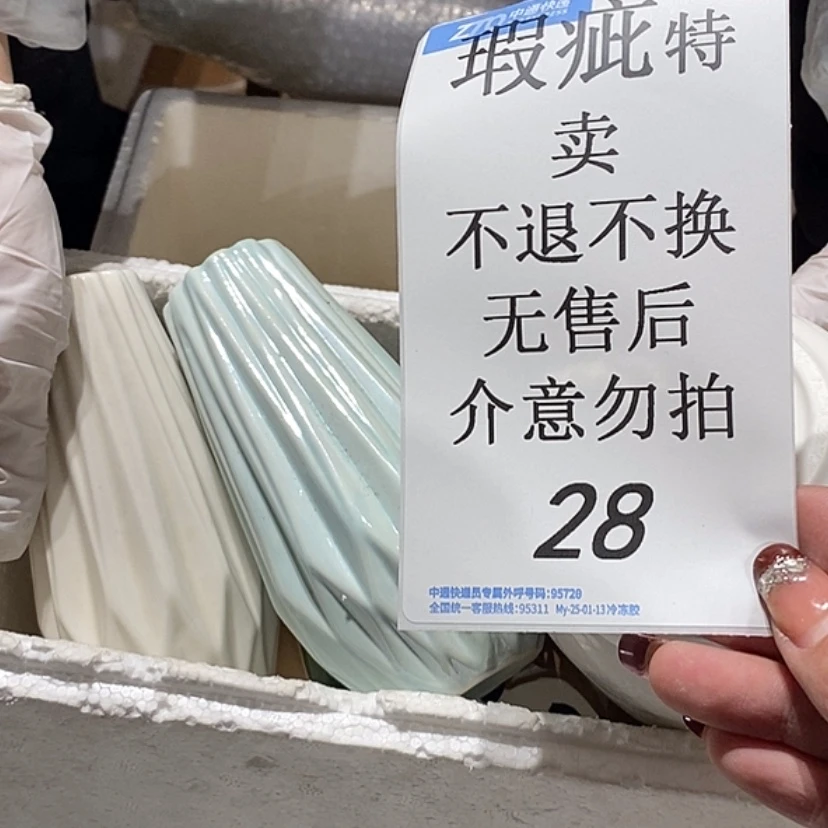 中通快递
瑕疵特
卖
不退不换
无售后
介意勿拍
28
中通快递员专属外呼号码:95720
全国统一客服热线:95311 My-25-01-13 冷冻胶